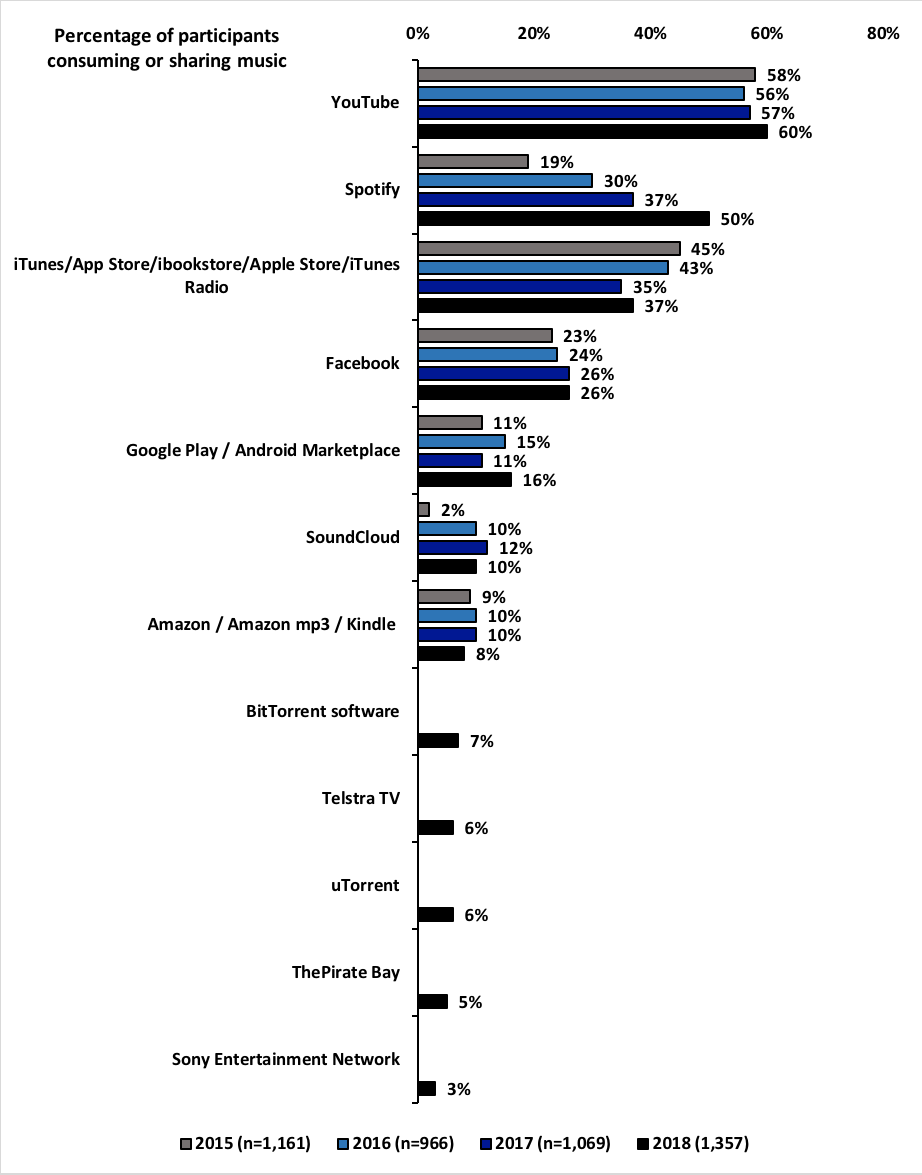 Percentage of participants
consuming or sharing music
0% 20% 40% 60% 80%
YouTube
58%
56%
57%
60%
Spotify
19%
30%
37%
50%
iTunes/App Store/ibookstore/Apple Store/iTunes
Radio
45%
43%
35%
37%
Facebook
23%
24%
26%
26%
Google Play / Android Marketplace
11%
15%
11%
16%
SoundCloud
2%
10%
12%
10%
Amazon / Amazon mp3 / Kindle
9%
10%
10%
8%
BitTorrent software
7%
Telstra TV
6%
uTorrent
6%
ThePirate Bay
5%
Sony Entertainment Network
3%
2015 (n=1,161) 2016 (n=966) 2017 (n=1,069) 2018 (1,357)